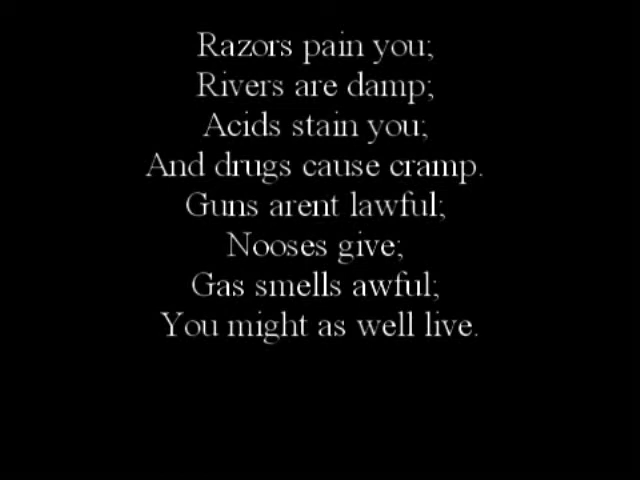 Razors pain you;
Rivers are damp;
Acids stain you;
And drugs cause cramp.
Guns arent lawful;
Nooses give;
Gas smells awful;
You might as well live.